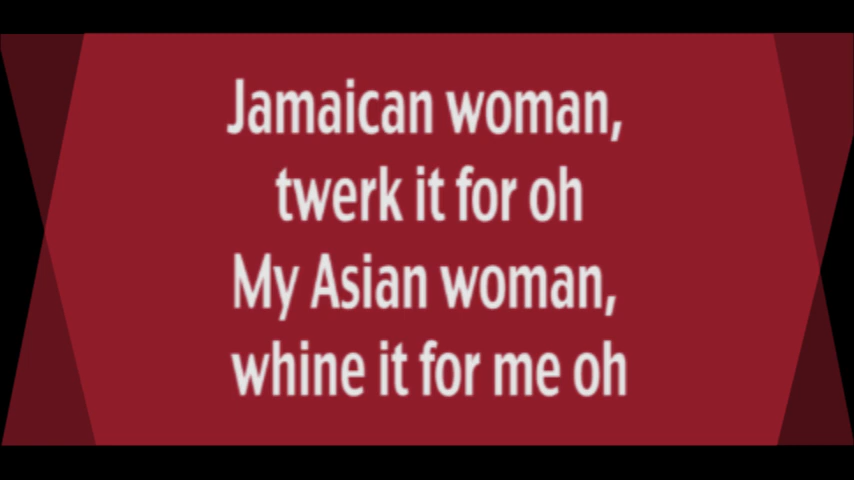 Jamaican woman,
twerk it for oh
My Asian woman,
whine it for me oh